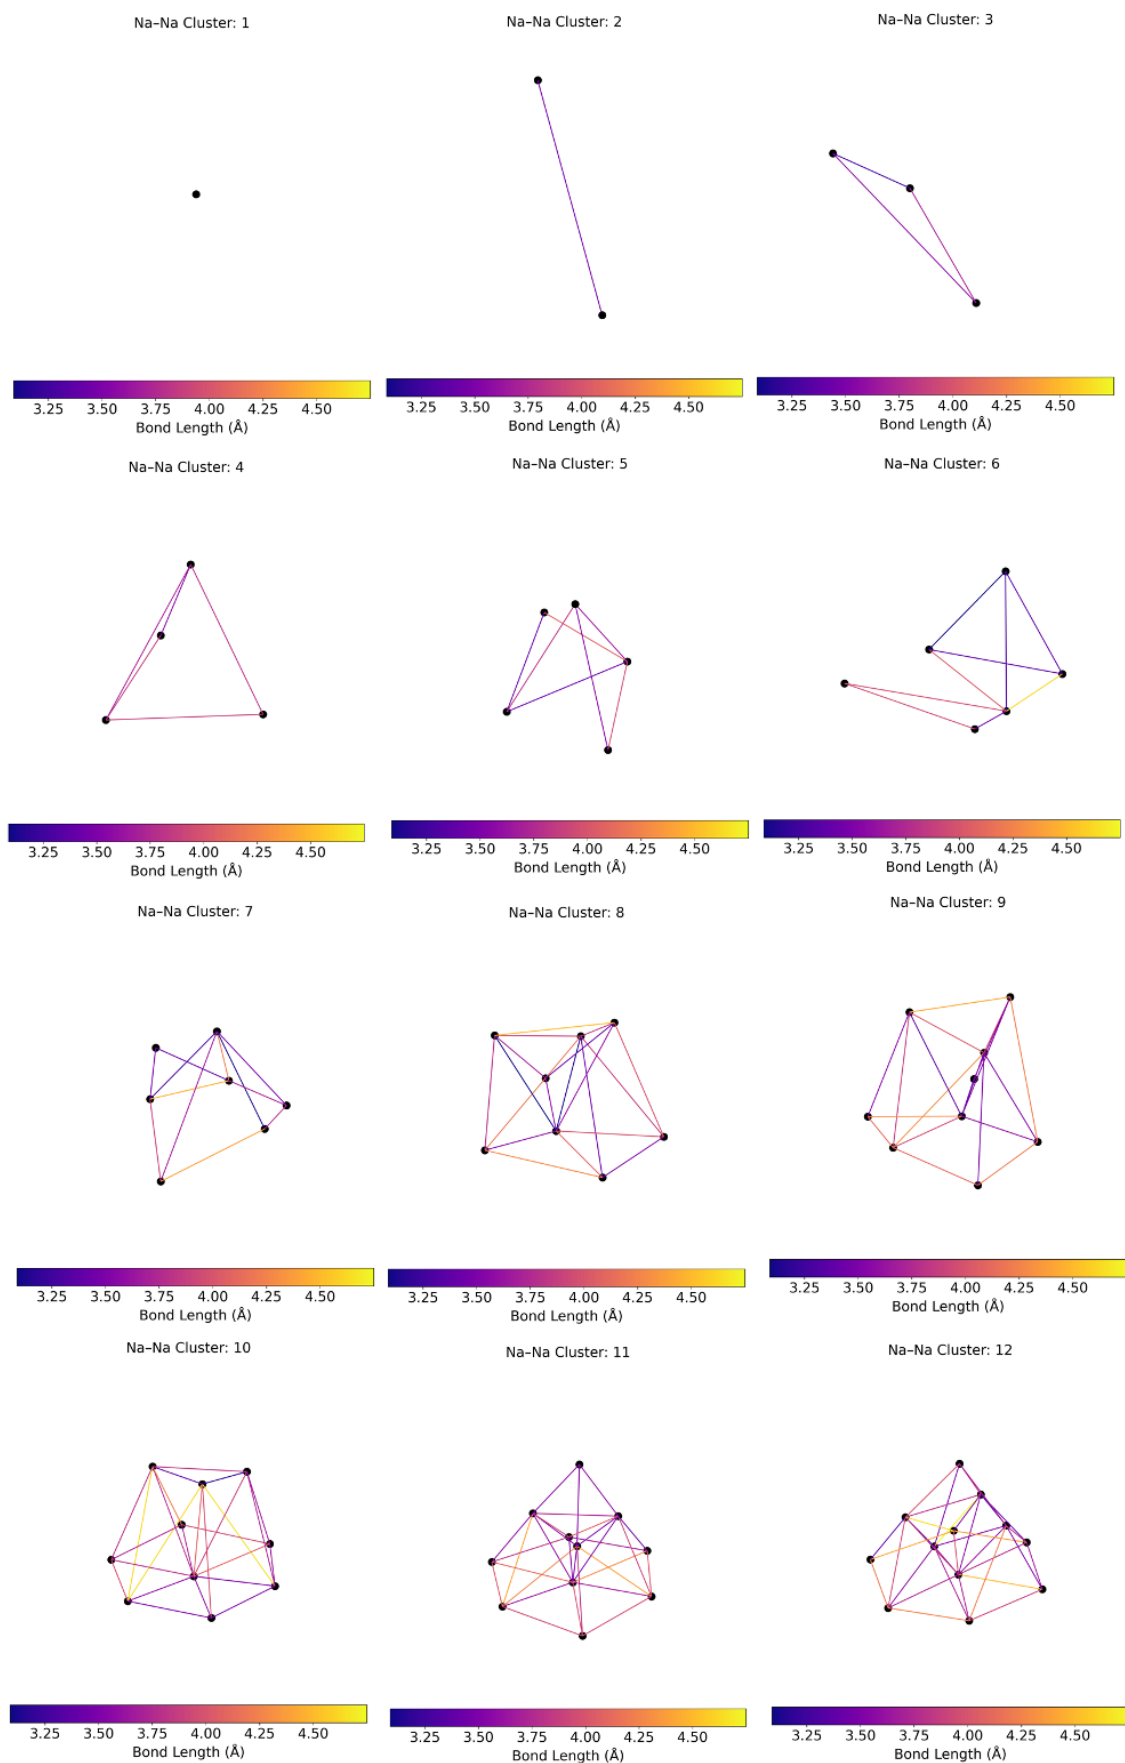 Na–Na Cluster: 1
Na–Na Cluster: 2
Na–Na Cluster: 3
3.25 3.50 3.75 4.00 4.25 4.50
Bond Length (Å)
3.25 3.50 3.75 4.00 4.25 4.50
Bond Length (Å)
3.25 3.50 3.75 4.00 4.25 4.50
Bond Length (Å)
Na–Na Cluster: 4
Na–Na Cluster: 5
Na–Na Cluster: 6
3.25 3.50 3.75 4.00 4.25 4.50
Bond Length (Å)
3.25 3.50 3.75 4.00 4.25 4.50
Bond Length (Å)
3.25 3.50 3.75 4.00 4.25 4.50
Bond Length (Å)
Na–Na Cluster: 7
Na–Na Cluster: 8
Na–Na Cluster: 9
3.25 3.50 3.75 4.00 4.25 4.50
Bond Length (Å)
3.25 3.50 3.75 4.00 4.25 4.50
Bond Length (Å)
3.25 3.50 3.75 4.00 4.25 4.50
Bond Length (Å)
Na–Na Cluster: 10
Na–Na Cluster: 11
Na–Na Cluster: 12
3.25 3.50 3.75 4.00 4.25 4.50
Bond Length (Å)
3.25 3.50 3.75 4.00 4.25 4.50
Bond Length (Å)
3.25 3.50 3.75 4.00 4.25 4.50
Bond Length (Å)